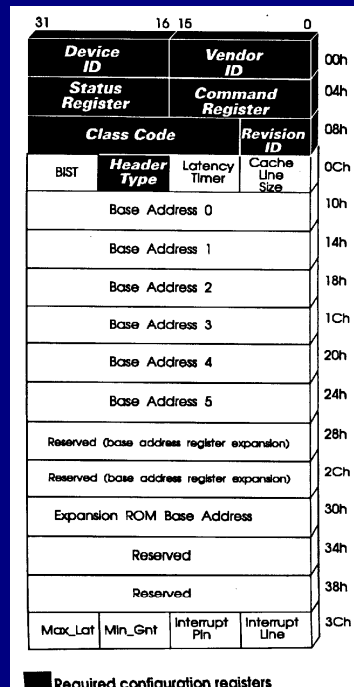 31 16 15 0
Device ID Vendor ID 00h
Status Register Command Register 04h
Class Code Revision ID 08h
BIST Header Type Latency Timer Cache Line Size 0Ch
Base Address 0 10h
Base Address 1 14h
Base Address 2 18h
Base Address 3 1Ch
Base Address 4 20h
Base Address 5 24h
Reserved (base address register expansion) 28h
Reserved (base address register expansion) 2Ch
Expansion ROM Base Address 30h
Reserved 34h
Reserved 38h
Max_Lat Min_Gnt Interrupt Pin Interrupt Line 3Ch
Required configuration registers